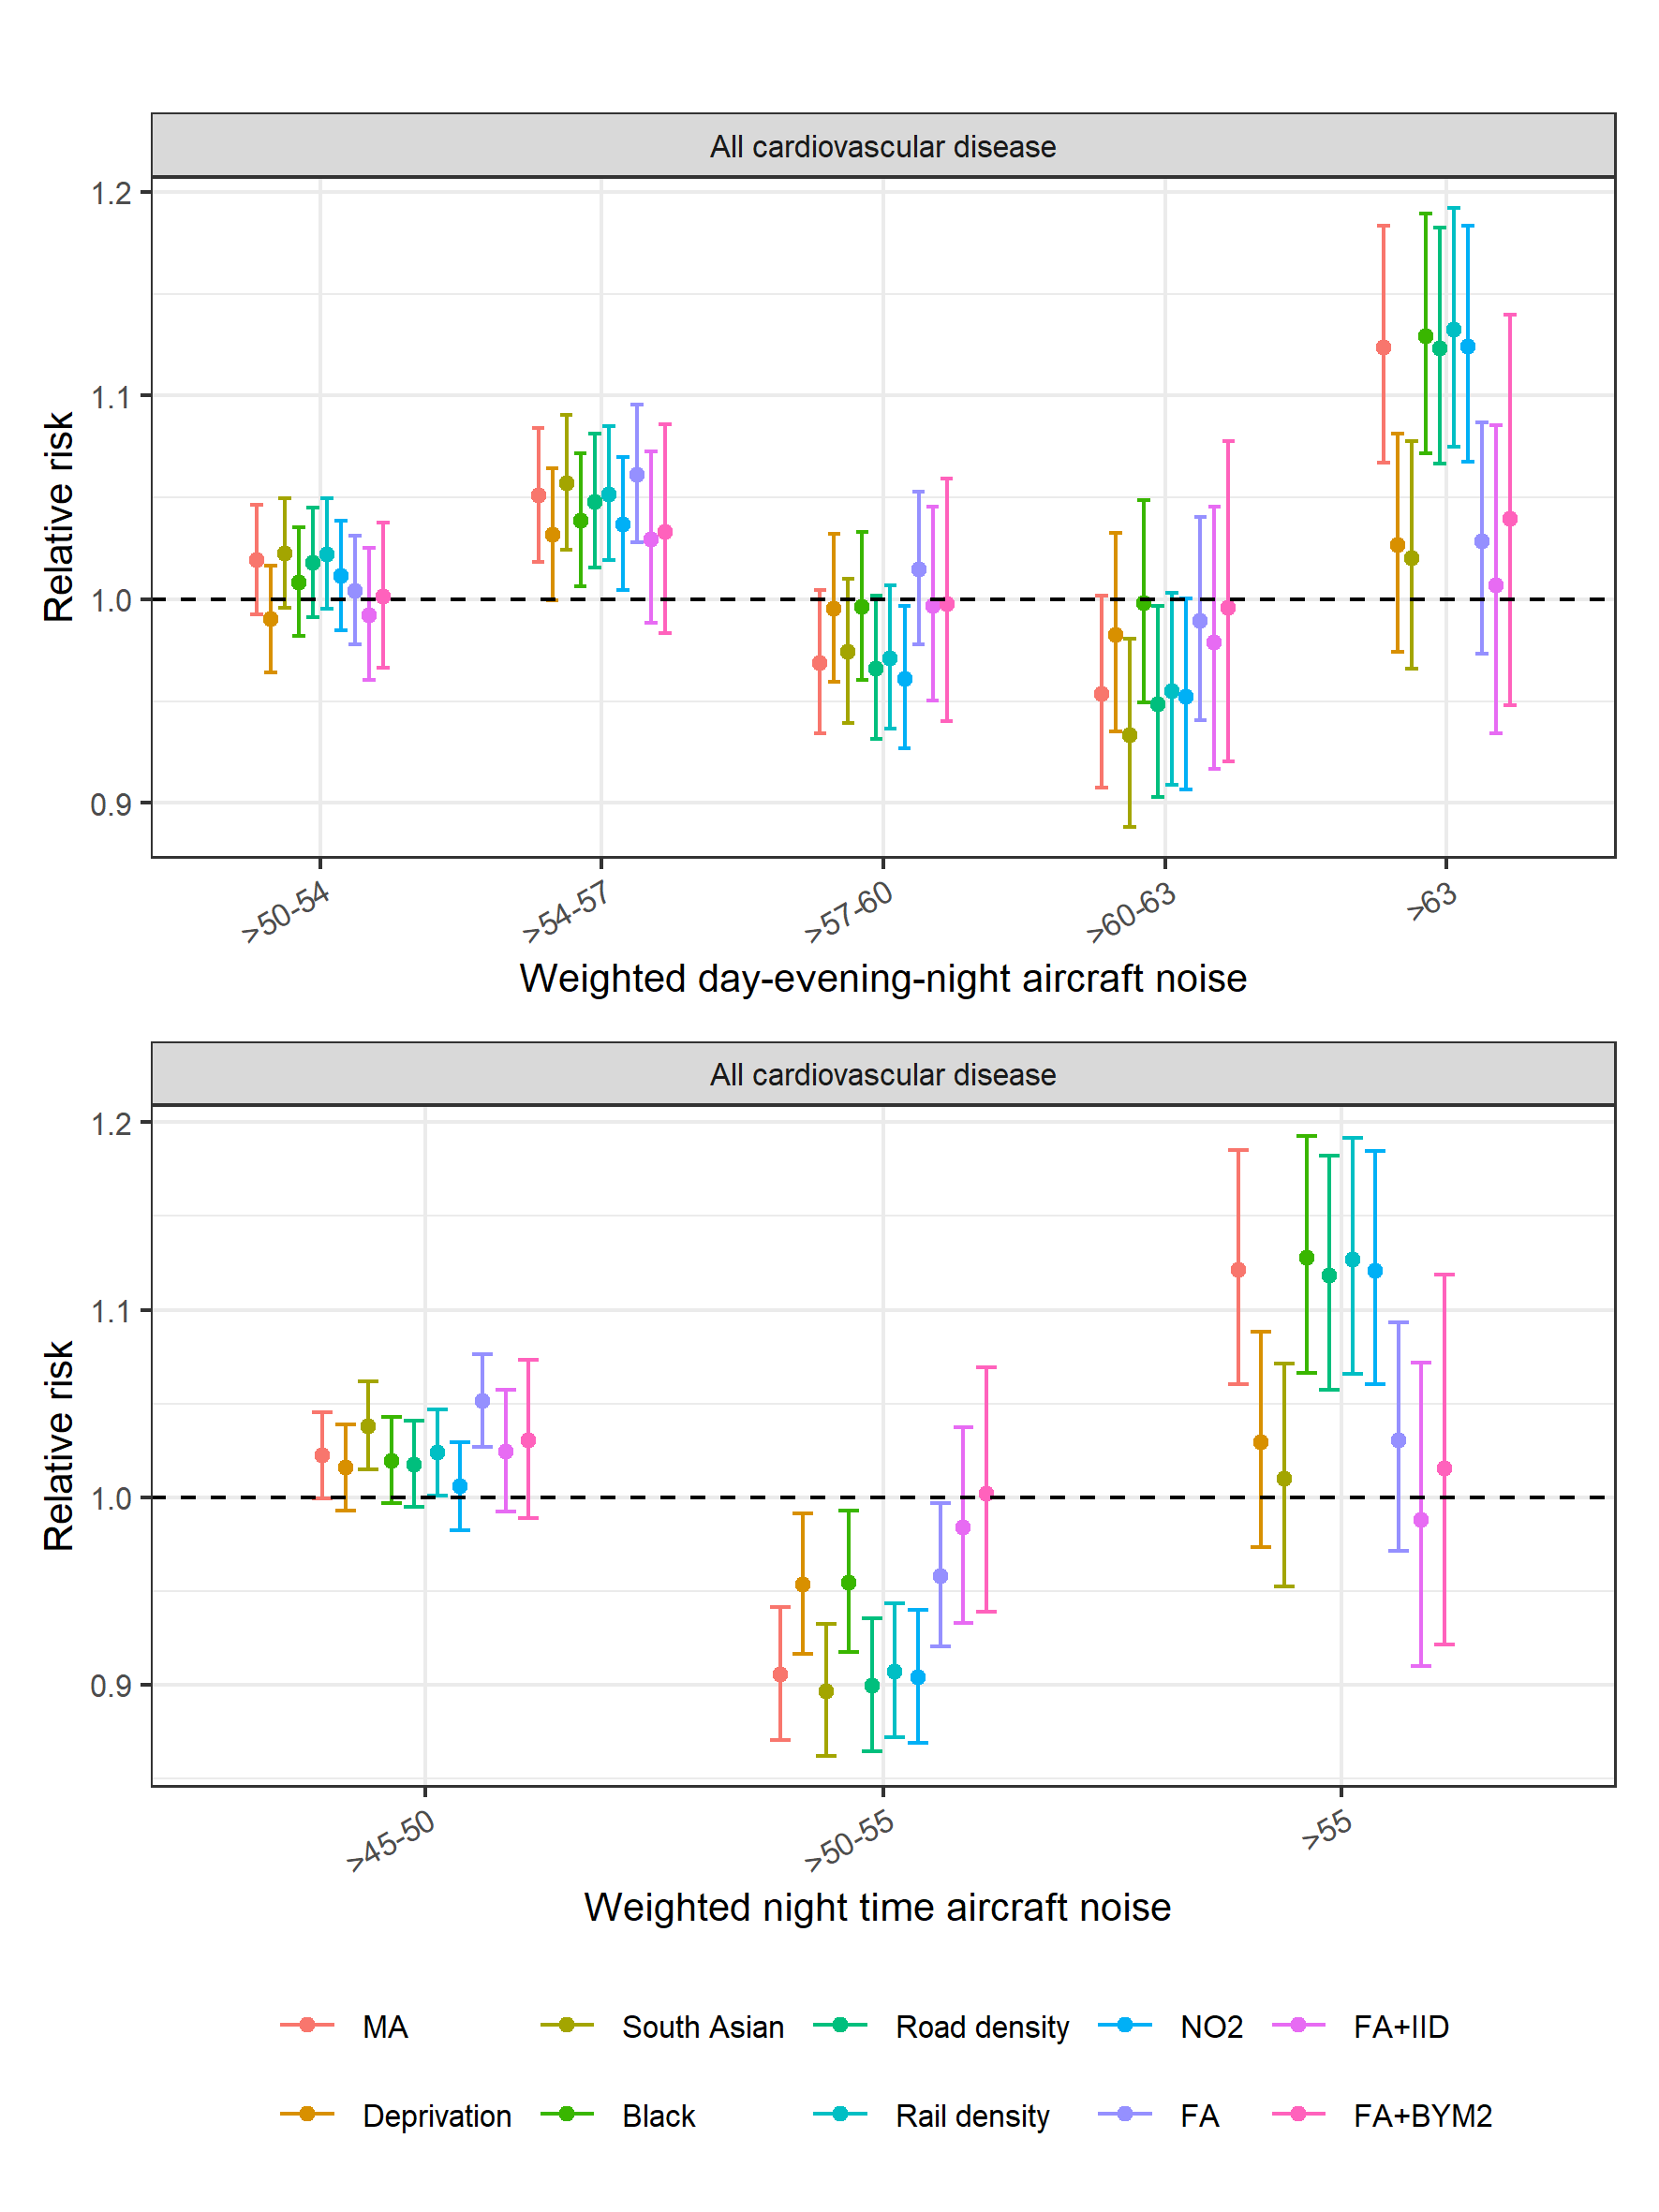 All cardiovascular disease
1.2
1.1
1.0
0.9
Relative risk
>50-54
>54-57
>57-60
>60-63
>63
Weighted day-evening-night aircraft noise
All cardiovascular disease
1.2
1.1
1.0
0.9
Relative risk
>45-50
>50-55
>55
Weighted night time aircraft noise
MA South Asian Road density NO2 FA+IID
Deprivation Black Rail density FA FA+BYM2